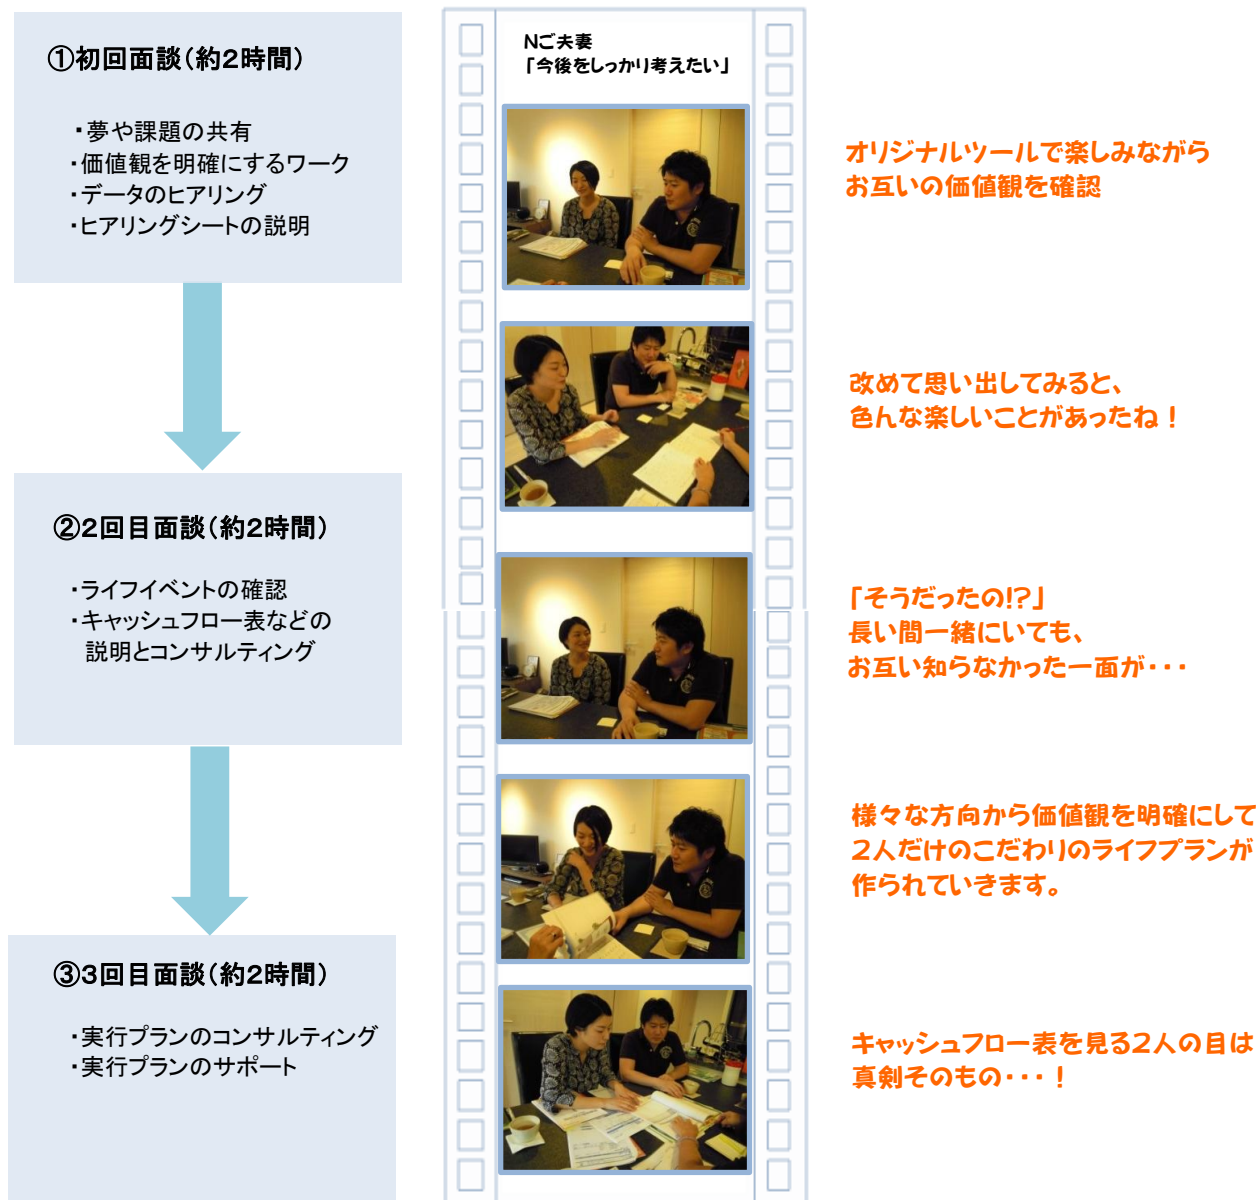 ①初回面談(約2時間)
・夢や課題の共有
・価値観を明確にするワーク
・データのヒアリング
・ヒアリングシートの説明
②2回目面談(約2時間)
・ライフイベントの確認
・キャッシュフロー表などの
説明とコンサルティング
③3回目面談(約2時間)
・実行プランのコンサルティング
・実行プランのサポート
Nご夫妻
「今後をしっかり考えたい」
オリジナルツールで楽しみながら
お互いの価値観を確認
改めて思い出してみると、
色んな楽しいことがあったね！
「そうだったの!?」
長い間一緒にいても、
お互い知らなかった一面が・・・
様々な方向から価値観を明確にして
2人だけのこだわりのライフプランが
作られていきます。
キャッシュフロー表を見る2人の目は
真剣そのもの・・・！